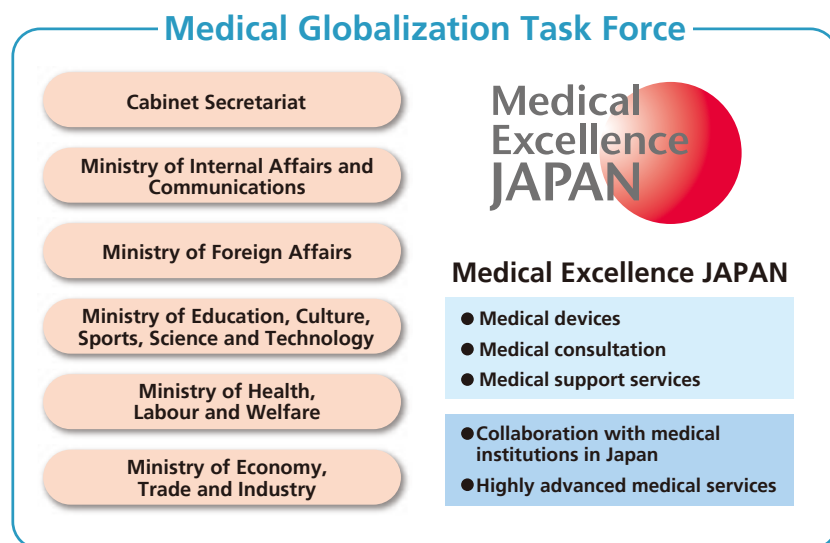 Medical Globalization Task Force
Cabinet Secretariat
Ministry of Internal Affairs and
Communications
Ministry of Foreign Affairs
Ministry of Education, Culture,
Sports, Science and Technology
Ministry of Health,
Labour and Welfare
Ministry of Economy,
Trade and Industry
Medical
Excellence
JAPAN
Medical Excellence JAPAN
● Medical devices
● Medical consultation
● Medical support services
● Collaboration with medical
institutions in Japan
● Highly advanced medical services